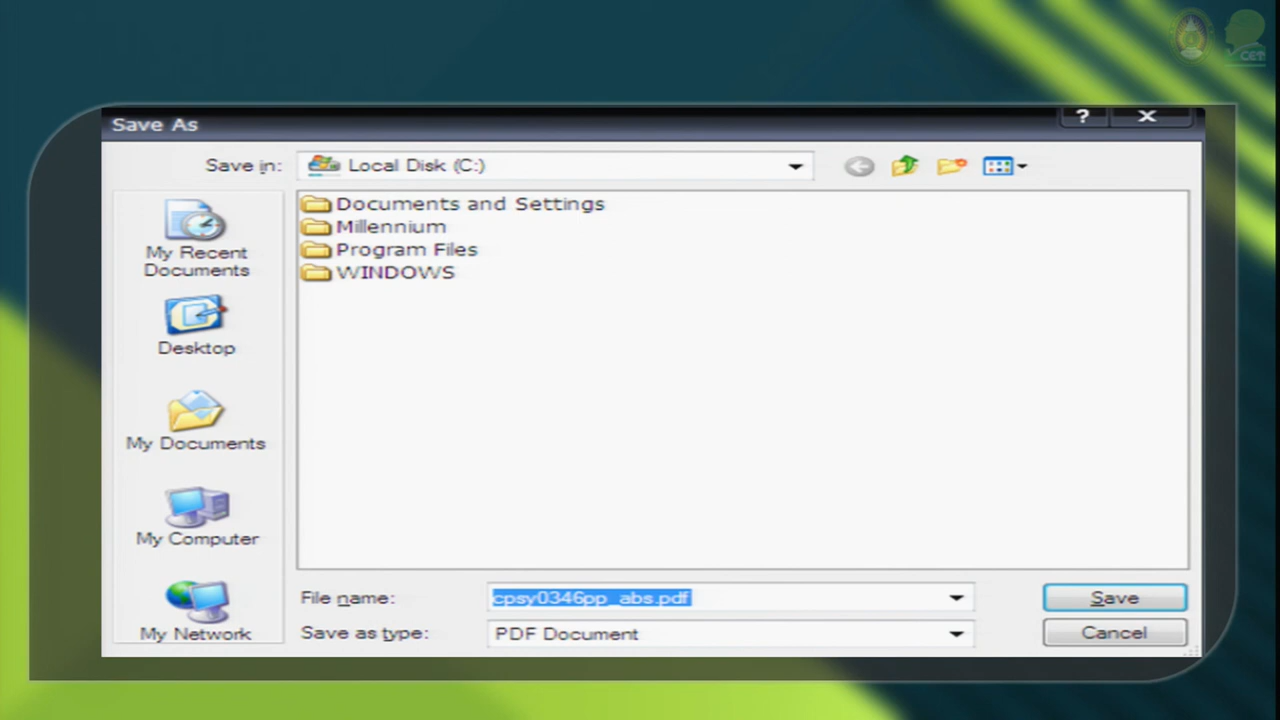 CET
Save As
?
Save in:
Local Disk (C:)
Documents and Settings
Millennium
Program Files
WINDOWS
My Recent
Documents
Desktop
My Documents
My Computer
My Network
File name:
cpsy0346pp_abs.pdf
Save
Save as type:
PDF Document
Cancel